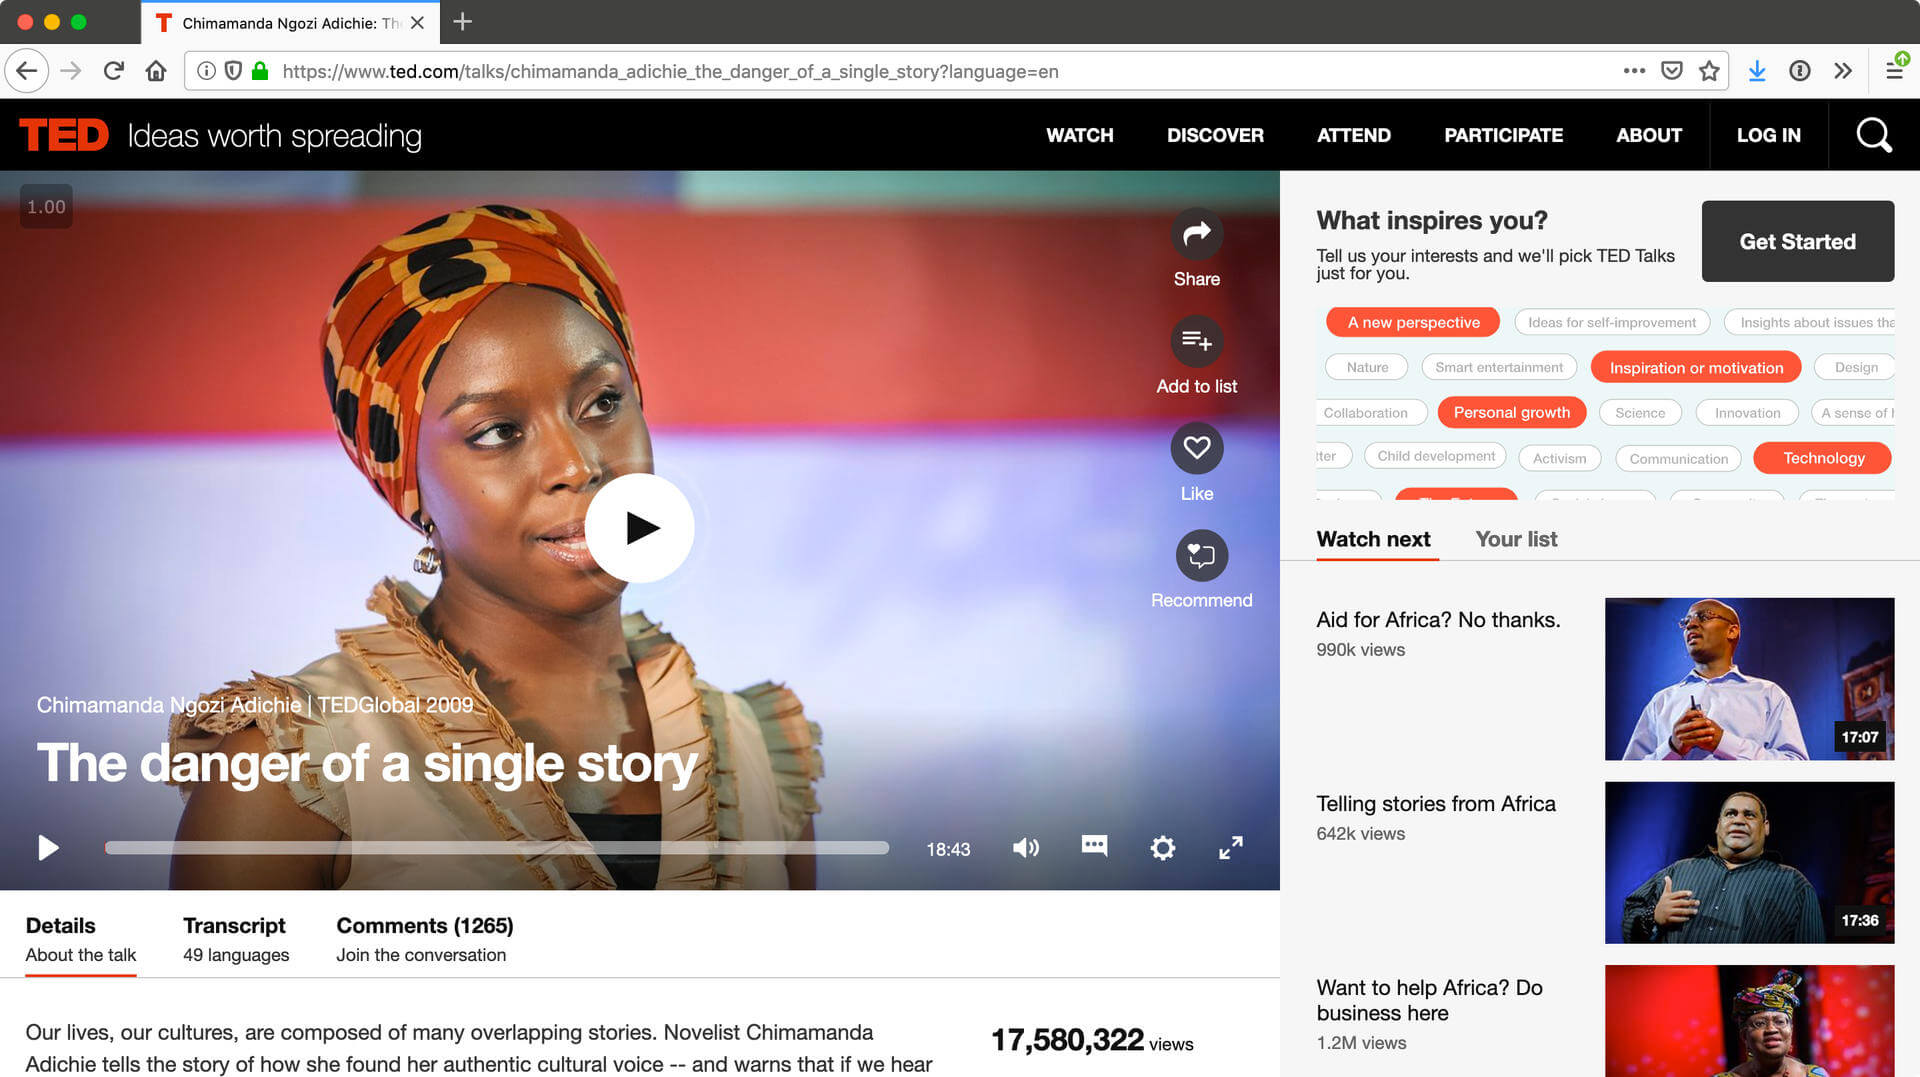 Chimamanda Ngozi Adichie: Th
https://www.ted.com/talks/chimamanda_adichie_the_danger_of_a_single_story?language=en
TED Ideas worth spreading
WATCH DISCOVER ATTEND PARTICIPATE ABOUT LOG IN
1.00
Share
Add to list
Like
Recommend
Chimamanda Ngozi Adichie | TEDGlobal 2009
The danger of a single story
18:43
Details
About the talk
Transcript
49 languages
Comments (1265)
Join the conversation
Our lives, our cultures, are composed of many overlapping stories. Novelist Chimamanda
Adichie tells the story of how she found her authentic cultural voice -- and warns that if we hear
17,580,322 views
What inspires you?
Tell us your interests and we'll pick TED Talks
just for you.
Get Started
A new perspective Ideas for self-improvement Insights about issues tha
Nature Smart entertainment Inspiration or motivation Design
Collaboration Personal growth Science Innovation A sense of
tter Child development Activism Communication Technology
Watch next Your list
Aid for Africa? No thanks.
990k views
17:07
Telling stories from Africa
642k views
17:36
Want to help Africa? Do
business here
1.2M views